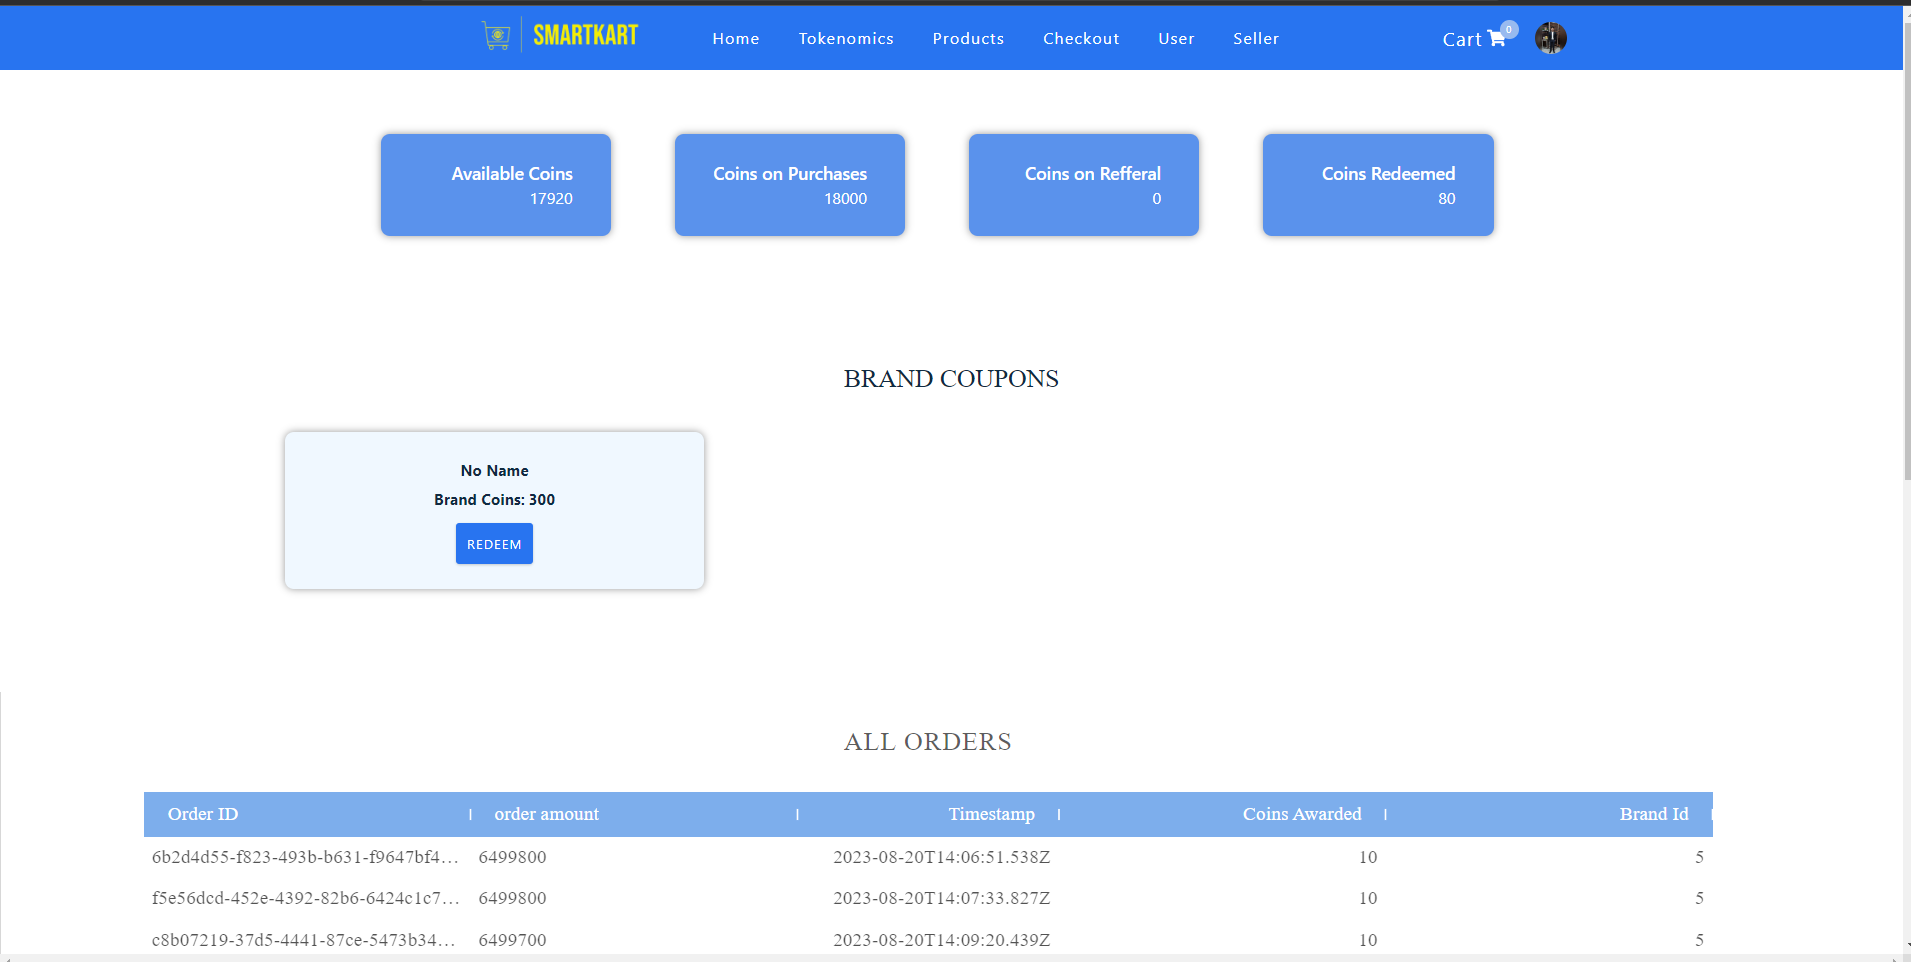 SMARTKART Home Tokenomics Products Checkout User Seller Cart 0
Available Coins Coins on Purchases Coins on Refferal Coins Redeemed
17920 18000 0 80
BRAND COUPONS
No Name
Brand Coins: 300
REDEEM
ALL ORDERS
Order ID order amount Timestamp Coins Awarded Brand Id
6b2d4d55-f823-493b-b631-f9647bf4... 6499800 2023-08-20T14:06:51.538Z 10 5
f5e56dcd-452e-4392-82b6-6424c1c7... 6499800 2023-08-20T14:07:33.827Z 10 5
c8b07219-37d5-4441-87ce-5473b34... 6499700 2023-08-20T14:09:20.439Z 10 5